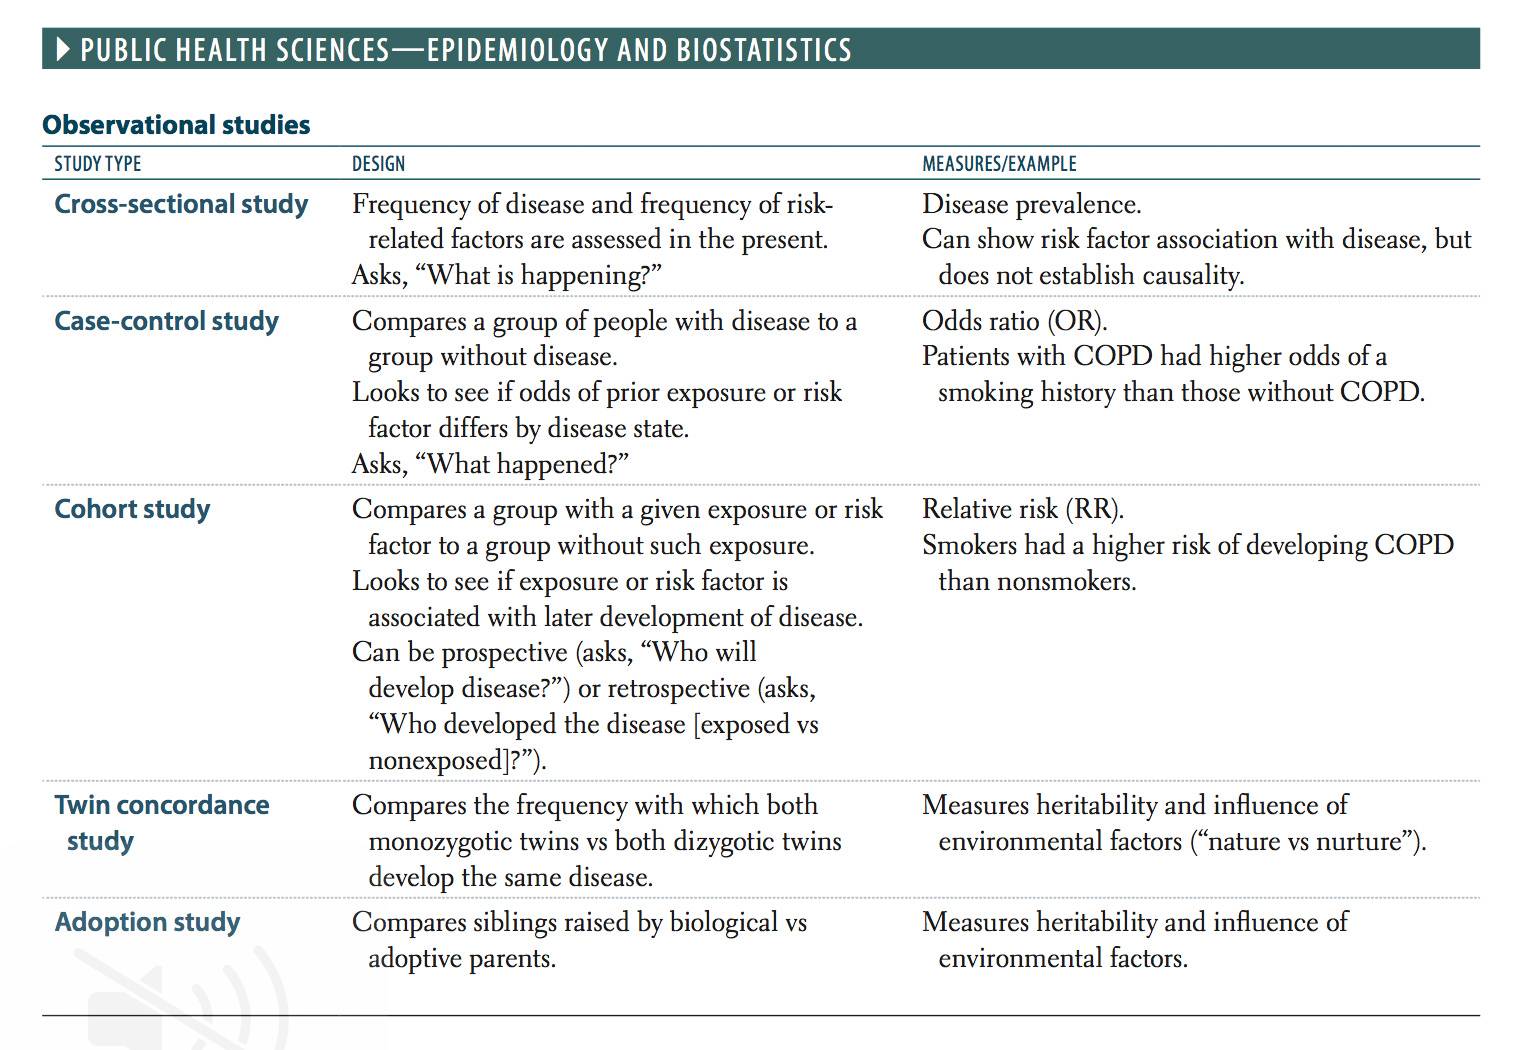 PUBLIC HEALTH SCIENCES—EPIDEMIOLOGY AND BIOSTATISTICS
Observational studies
STUDY TYPE DESIGN MEASURES/EXAMPLE
Cross-sectional study
Frequency of disease and frequency of risk-
related factors are assessed in the present.
Asks, “What is happening?”
Disease prevalence.
Can show risk factor association with disease, but
does not establish causality.
Case-control study
Compares a group of people with disease to a
group without disease.
Looks to see if odds of prior exposure or risk
factor differs by disease state.
Asks, “What happened?”
Odds ratio (OR).
Patients with COPD had higher odds of a
smoking history than those without COPD.
Cohort study
Compares a group with a given exposure or risk
factor to a group without such exposure.
Looks to see if exposure or risk factor is
associated with later development of disease.
Can be prospective (asks, “Who will
develop disease?”) or retrospective (asks,
“Who developed the disease [exposed vs
nonexposed]?”).
Relative risk (RR).
Smokers had a higher risk of developing COPD
than nonsmokers.
Twin concordance
study
Compares the frequency with which both
monozygotic twins vs both dizygotic twins
develop the same disease.
Measures heritability and influence of
environmental factors (“nature vs nurture”).
Adoption study
Compares siblings raised by biological vs
adoptive parents.
Measures heritability and influence of
environmental factors.